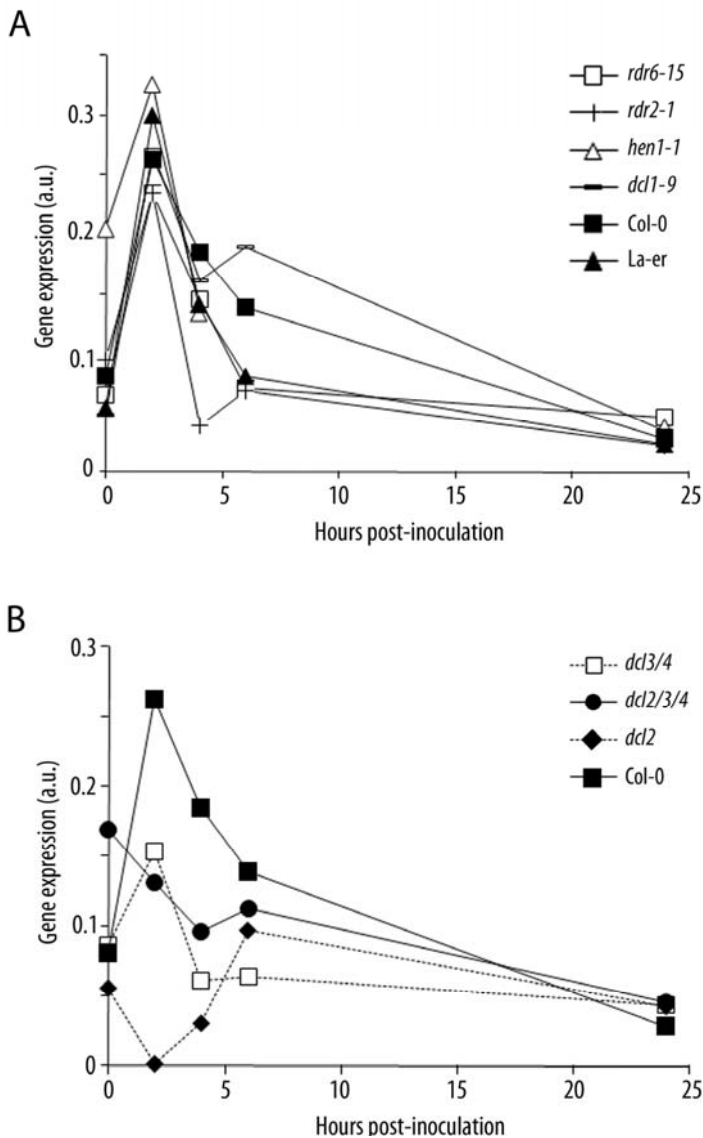 A
Gene expression (a.u.)
0.3
0.2
0.1
0
0 5 10 15 20 25
Hours post-inoculation
rdr6-15
rdr2-1
hen1-1
dcl1-9
Col-0
La-er
B
Gene expression (a.u.)
0.3
0.2
0.1
0
0 5 10 15 20 25
Hours post-inoculation
dcl3/4
dcl2/3/4
dcl2
Col-0